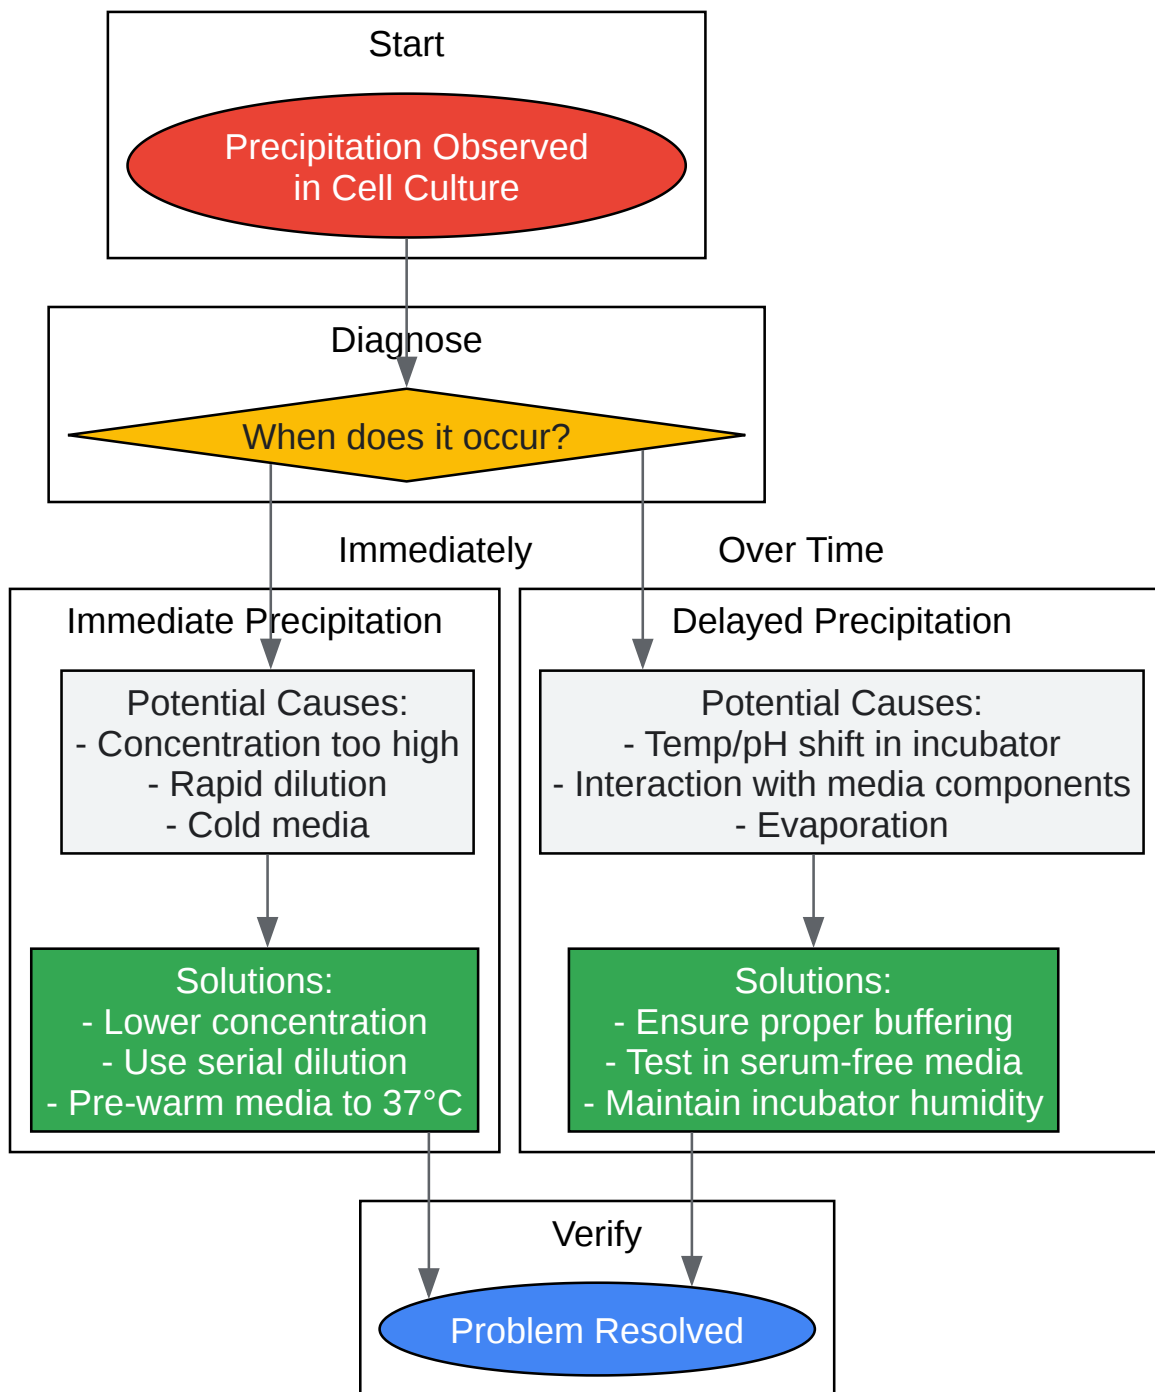 Start
Precipitation Observed
in Cell Culture
Diagnose
When does it occur?
Immediately
Over Time
Immediate Precipitation
Potential Causes:
- Concentration too high
- Rapid dilution
- Cold media
Solutions:
- Lower concentration
- Use serial dilution
- Pre-warm media to 37°C
Delayed Precipitation
Potential Causes:
- Temp/pH shift in incubator
- Interaction with media components
- Evaporation
Solutions:
- Ensure proper buffering
- Test in serum-free media
- Maintain incubator humidity
Verify
Problem Resolved